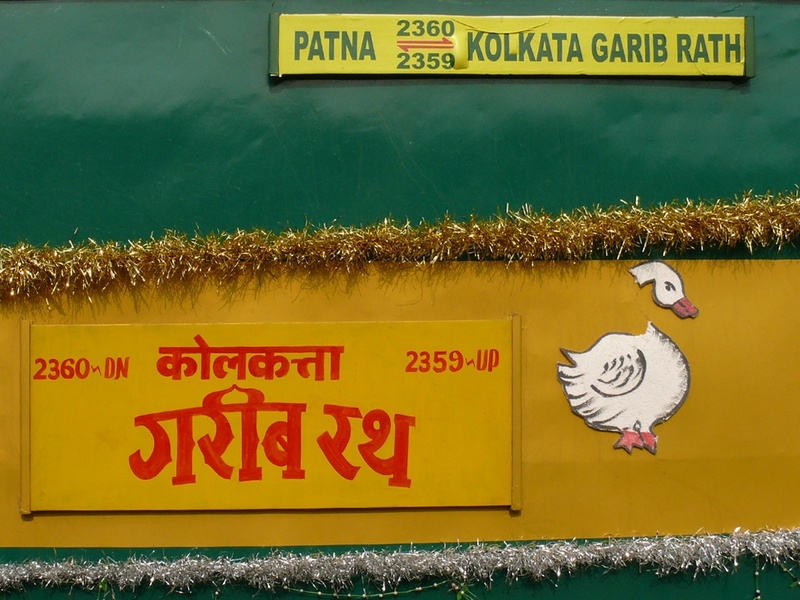 PATNA 2360 ⇌ 2359 KOLKATA GARIB RATH
2360~DN कोलकत्ता 2359~UP
गरीब रथ